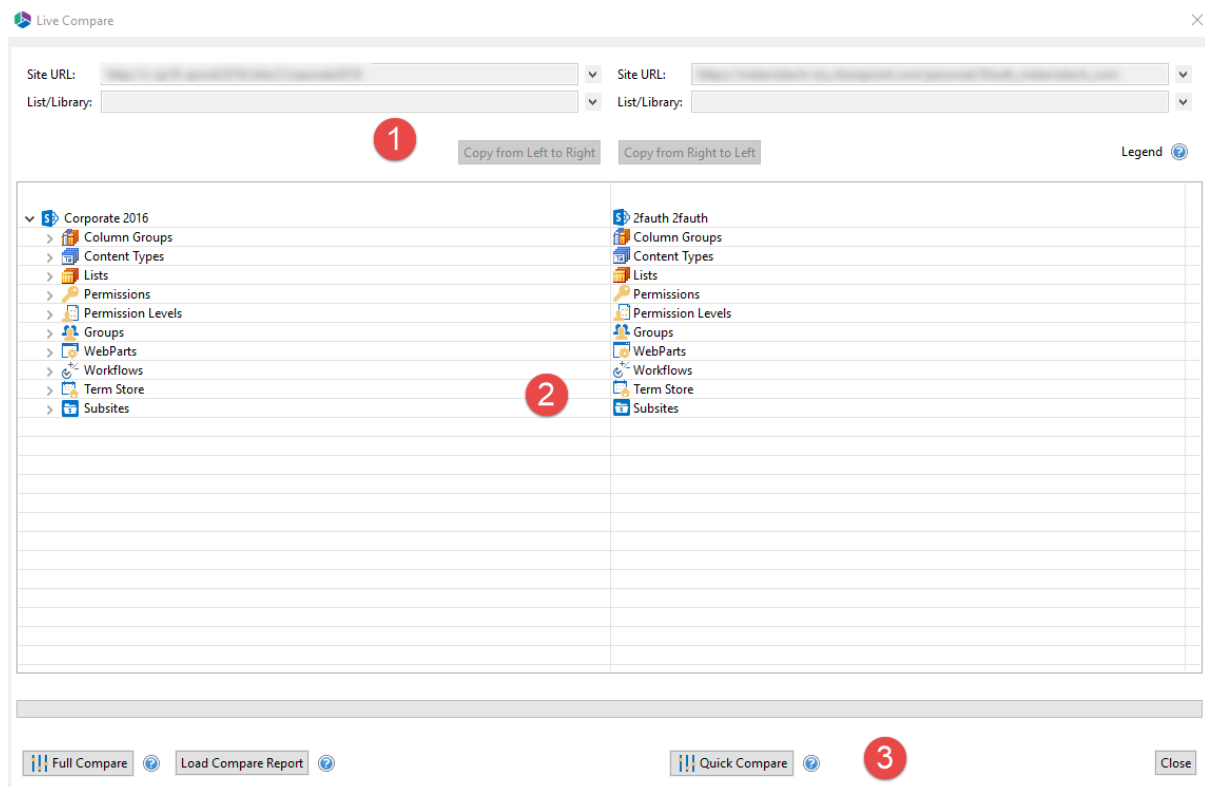 Live Compare
Site URL: Site URL:
List/Library: List/Library:
1
Copy from Left to Right Copy from Right to Left Legend
Corporate 2016 2fauth 2fauth
Column Groups Column Groups
Content Types Content Types
Lists Lists
Permissions Permissions
Permission Levels Permission Levels
Groups Groups
WebParts WebParts
Workflows Workflows
Term Store Term Store
2
Subsites Subsites
Full Compare Load Compare Report Quick Compare 3 Close